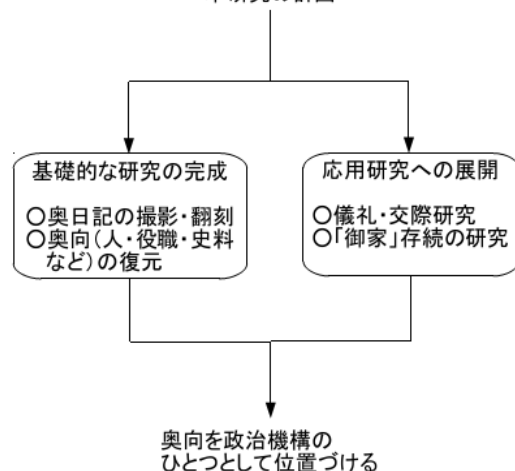 基礎的な研究の完成
○奥日記の撮影・翻刻
○奥向(人・役職・史料
など)の復元
応用研究への展開
○儀礼・交際研究
○「御家」存続の研究
奥向を政治機構の
ひとつとして位置づける